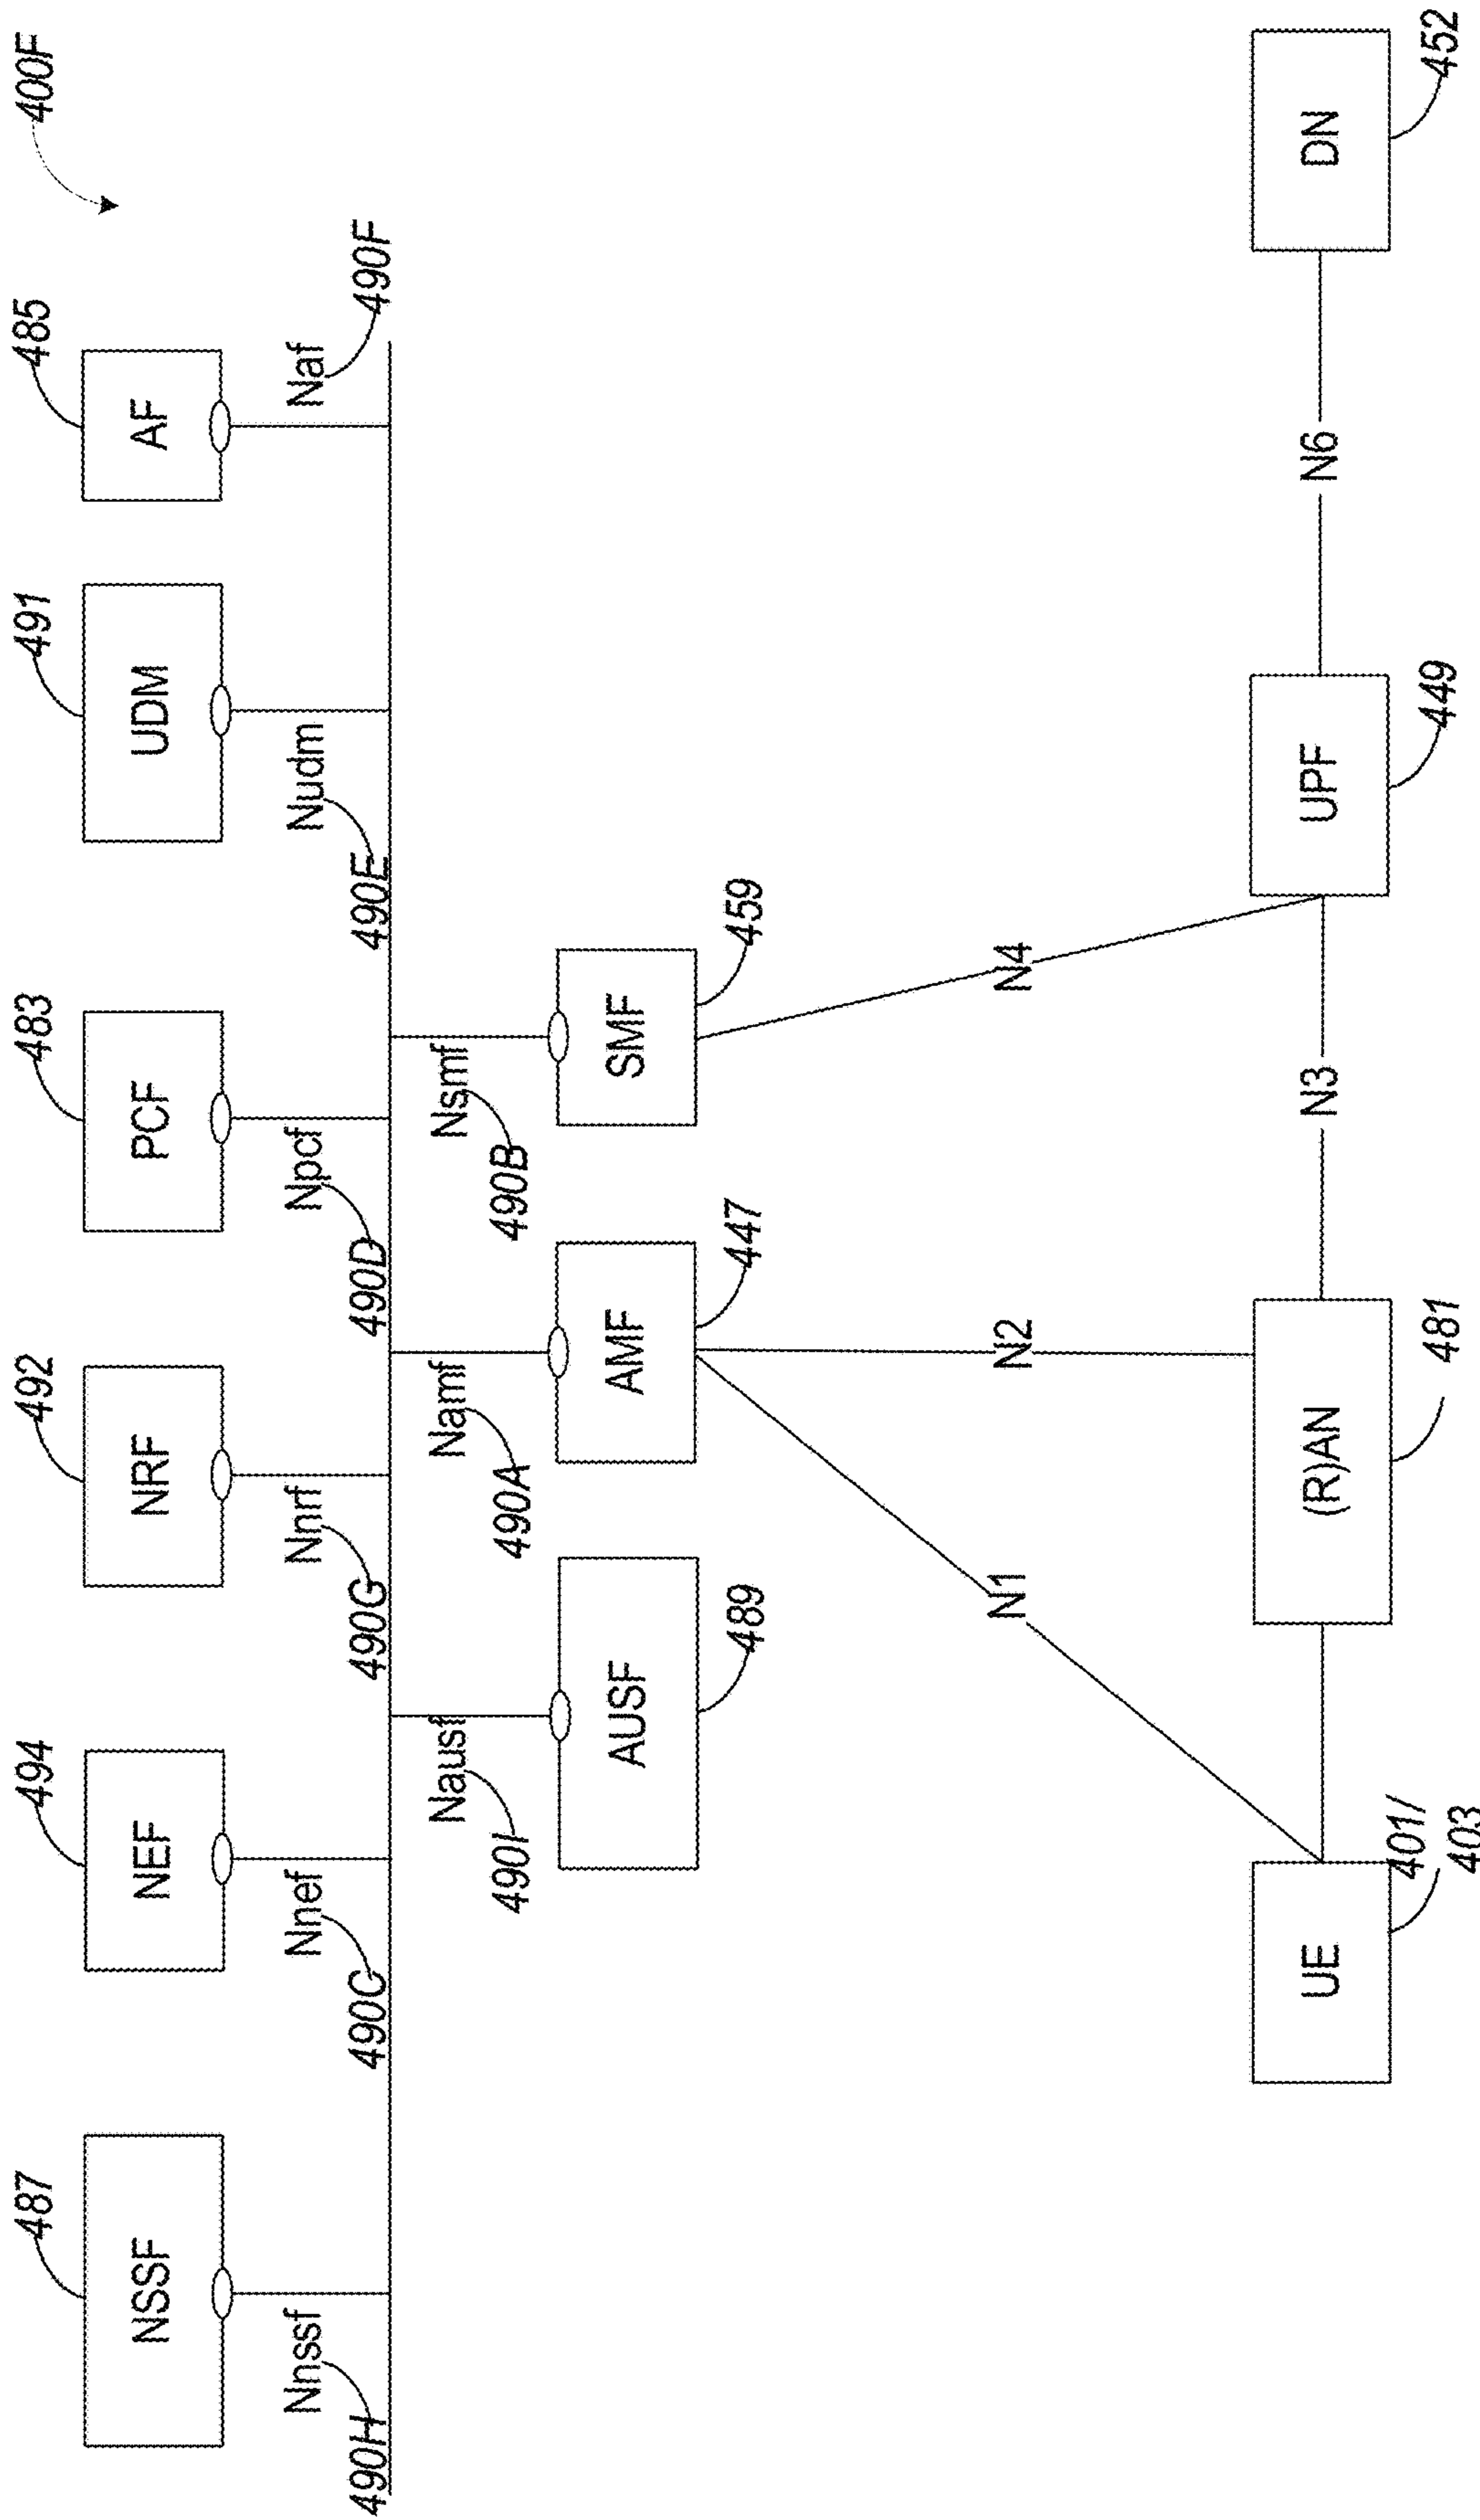 400F
487
494
492
483
491
485
NSSF
NEF
NRF
PCF
UDM
AF
Nnssf
Nnef
Nnrf
Npcf
Nudm
Naf
490H
490C
490G
490D
490E
490F
Nausf
Namf
Nsmf
490I
490A
490B
AUSF
AMF
SMF
489
447
459
N1
N2
N4
UE
(R)AN
N3
UPF
N6
DN
401/
403
481
449
452